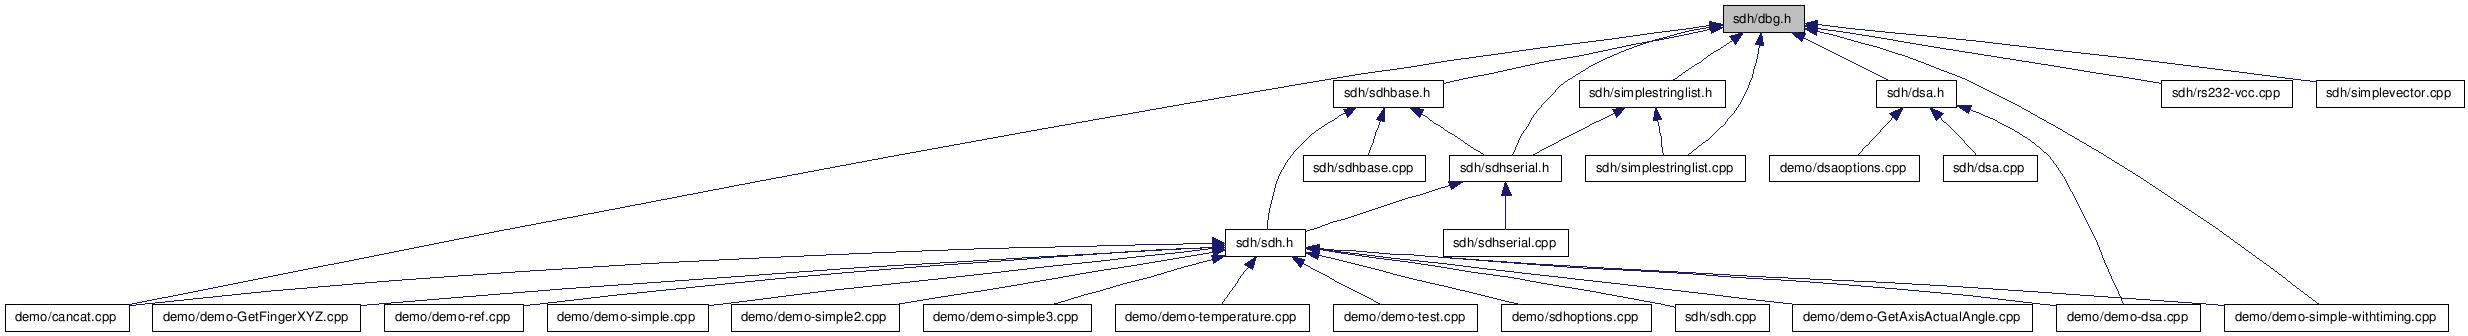 sdh/dbg.h
sdh/sdhbase.h
sdh/simplestringlist.h
sdh/dsa.h
sdh/rs232-vcc.cpp
sdh/simplevector.cpp
sdh/sdhbase.cpp
sdh/sdhserial.h
sdh/simplestringlist.cpp
demo/dsaoptions.cpp
sdh/dsa.cpp
sdh/sdh.h
sdh/sdhserial.cpp
demo/cancat.cpp
demo/demo-GetFingerXYZ.cpp
demo/demo-ref.cpp
demo/demo-simple.cpp
demo/demo-simple2.cpp
demo/demo-simple3.cpp
demo/demo-temperature.cpp
demo/demo-test.cpp
demo/sdhoptions.cpp
sdh/sdh.cpp
demo/demo-GetAxisActualAngle.cpp
demo/demo-dsa.cpp
demo/demo-simple-withtiming.cpp